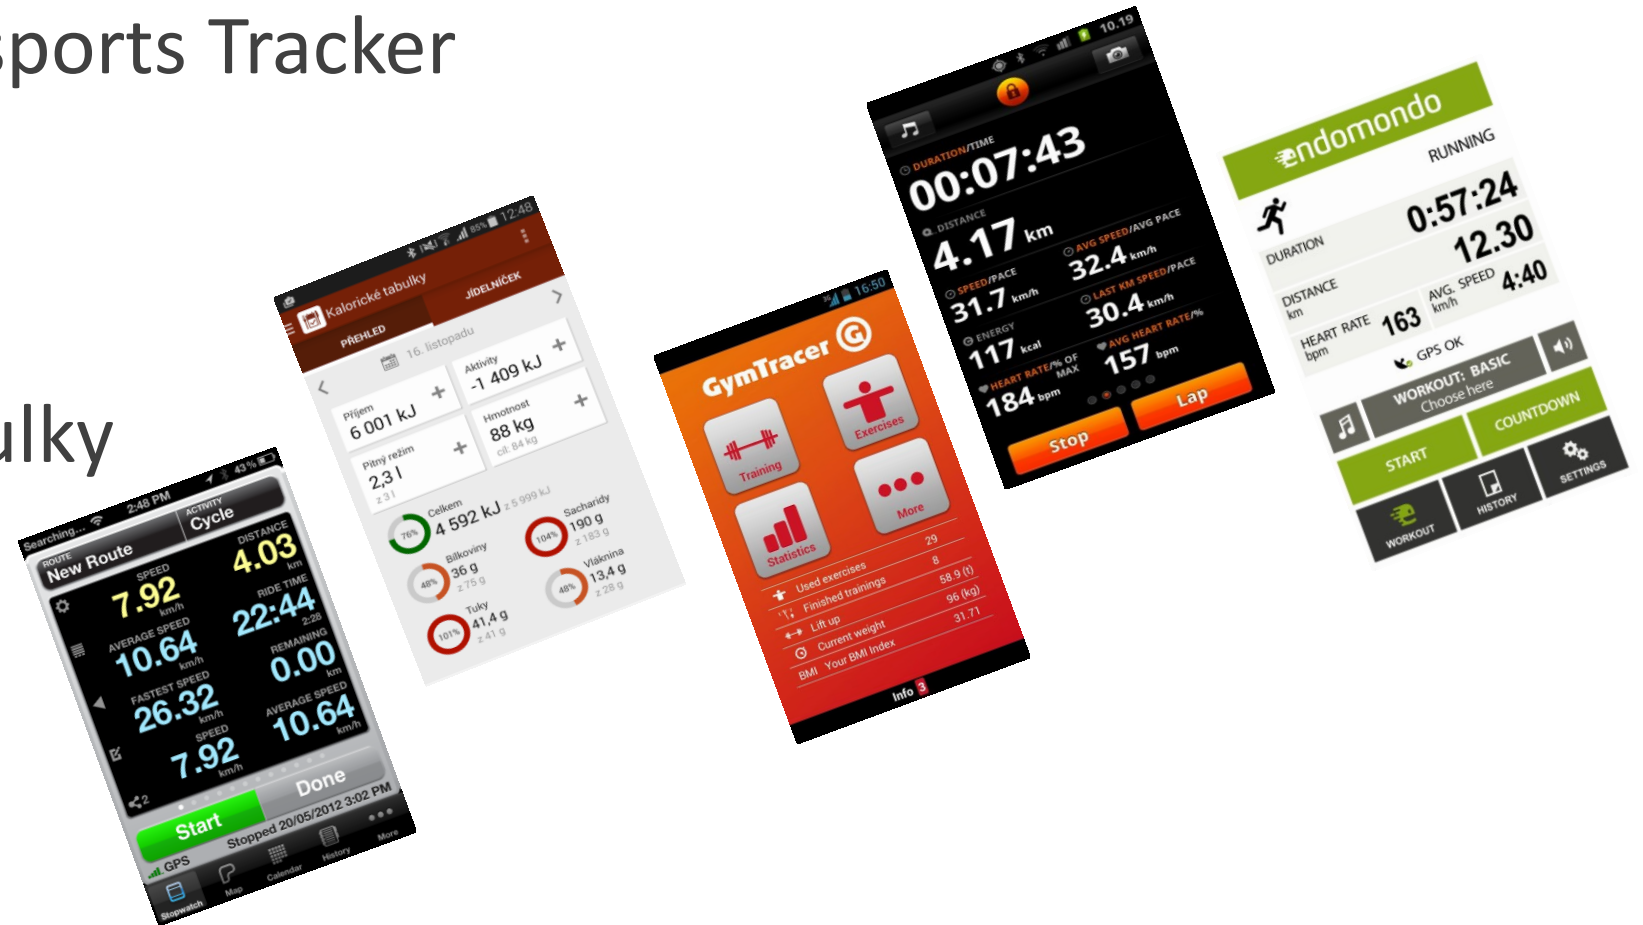 sports Tracker
ulky
Searching...
2:48 PM
43%
ROUTE
New Route
ACTIVITY
Cycle
SPEED
7.92
km/h
DISTANCE
4.03
km
AVERAGE SPEED
10.64
km/h
RIDE TIME
22:44
2:28
FASTEST SPEED
26.32
km/h
REMAINING
0.00
km
SPEED
7.92
km/h
AVERAGE SPEED
10.64
km/h
2
Start
Done
GPS
Stopped 20/05/2012 3:02 PM
Stopwatch
Map
Calendar
History
More
85%
12:48
Kalorické tabulky
PŘEHLED
JÍDELNÍČEK
16. listopadu
Příjem
6 001 kJ
Aktivity
-1 409 kJ
Pitný režim
2,3 l
z 3 l
Hmotnost
88 kg
cíl: 84 kg
76%
Celkem
4 592 kJ z 5 999 kJ
48%
Bílkoviny
36 g
z 75 g
104%
Sacharidy
190 g
z 183 g
101%
Tuky
41,4 g
z 41 g
48%
Vláknina
13,4 g
z 28 g
3G
16:50
GymTracer G
Training
Exercises
Statistics
More
Used exercises 29
Finished trainings 8
Lift up 58.9 (t)
Current weight 96 (kg)
BMI Your BMI Index 31.71
Info 3
10.19
DURATION/TIME
00:07:43
DISTANCE
4.17 km
SPEED/PACE
31.7 km/h
AVG SPEED/AVG PACE
32.4 km/h
ENERGY
117 kcal
LAST KM SPEED/PACE
30.4 km/h
HEART RATE/% OF MAX
184 bpm
AVG HEART RATE/%
157 bpm
Stop
Lap
endomondo
RUNNING
DURATION
0:57:24
DISTANCE
km
12.30
HEART RATE
bpm
163
AVG. SPEED
km/h
4:40
GPS OK
WORKOUT: BASIC
Choose here
START
COUNTDOWN
WORKOUT
HISTORY
SETTINGS